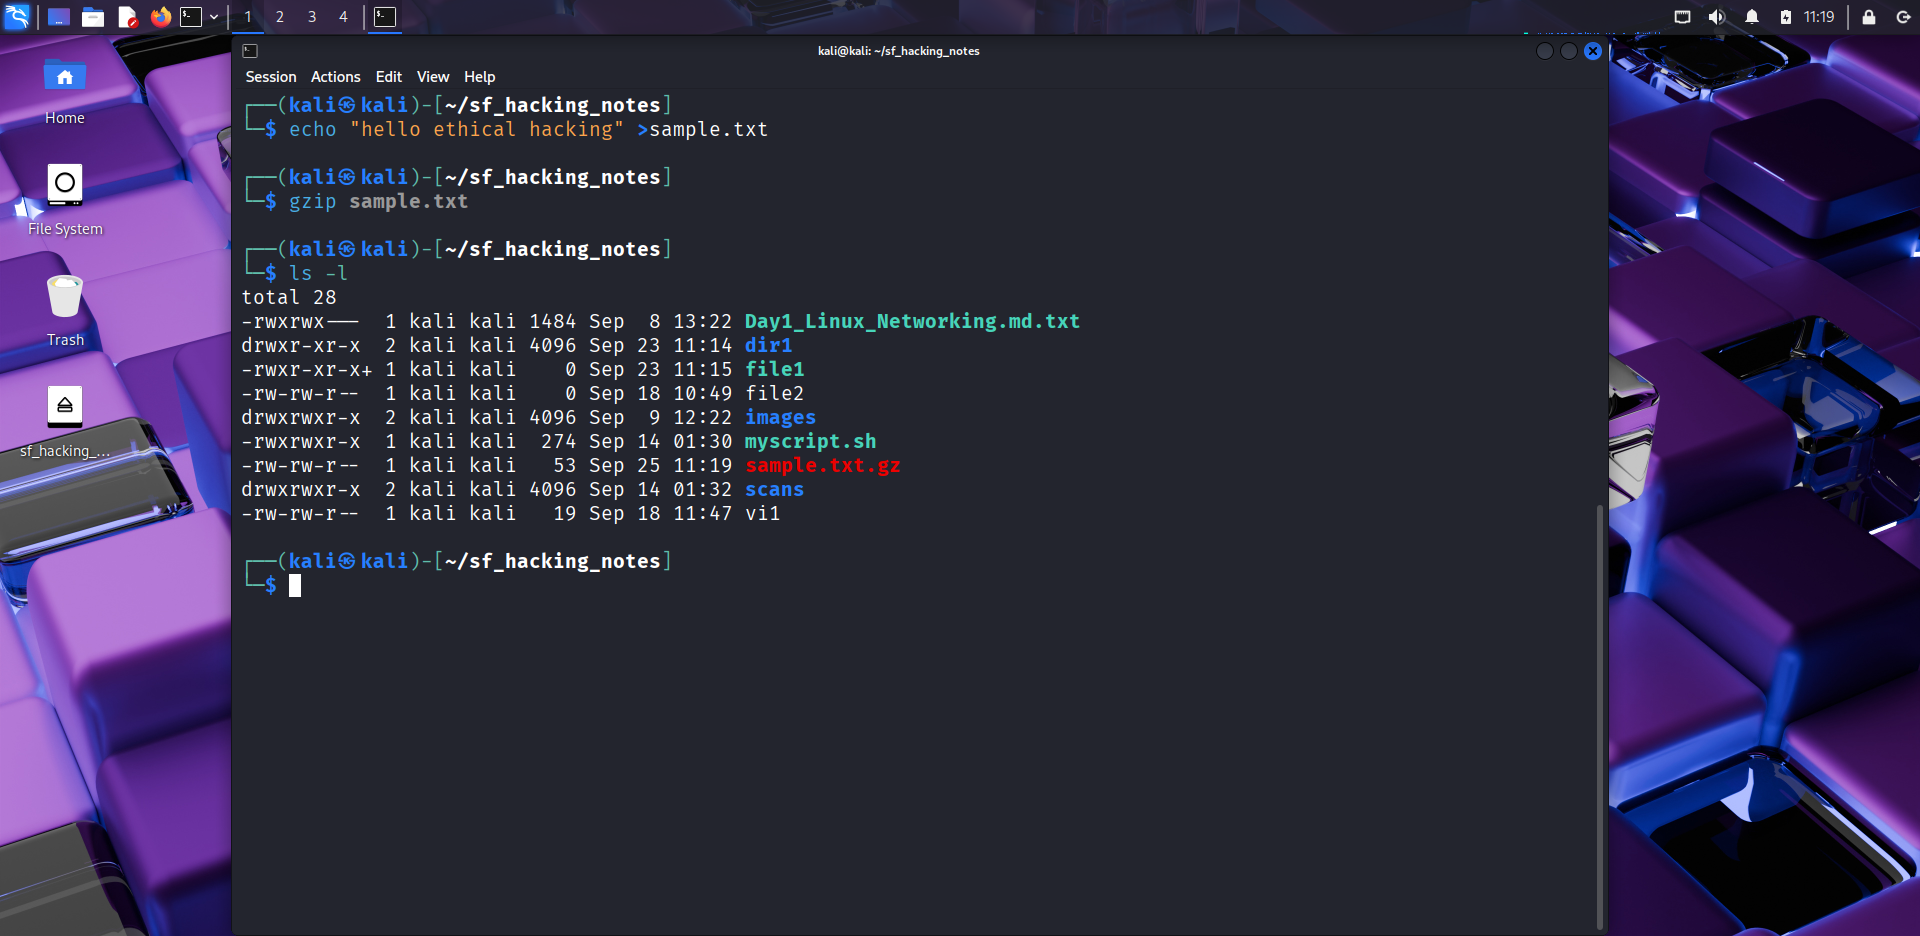 1 2 3 4
11:19
kali@kali: ~/sf_hacking_notes
Session Actions Edit View Help
Home
File System
Trash
sf_hacking_...
┌──(kali㉿kali)-[~/sf_hacking_notes]
└─$ echo "hello ethical hacking" >sample.txt
┌──(kali㉿kali)-[~/sf_hacking_notes]
└─$ gzip sample.txt
┌──(kali㉿kali)-[~/sf_hacking_notes]
└─$ ls -l
total 28
-rwxrwx--- 1 kali kali 1484 Sep  8 13:22 Day1_Linux_Networking.md.txt
drwxr-xr-x  2 kali kali 4096 Sep 23 11:14 dir1
-rwxr-xr-x+ 1 kali kali    0 Sep 23 11:15 file1
-rw-rw-r--  1 kali kali    0 Sep 18 10:49 file2
drwxrwxr-x  2 kali kali 4096 Sep  9 12:22 images
-rwxrwxr-x  1 kali kali  274 Sep 14 01:30 myscript.sh
-rw-rw-r--  1 kali kali   53 Sep 25 11:19 sample.txt.gz
drwxrwxr-x  2 kali kali 4096 Sep 14 01:32 scans
-rw-rw-r--  1 kali kali   19 Sep 18 11:47 vi1
┌──(kali㉿kali)-[~/sf_hacking_notes]
└─$